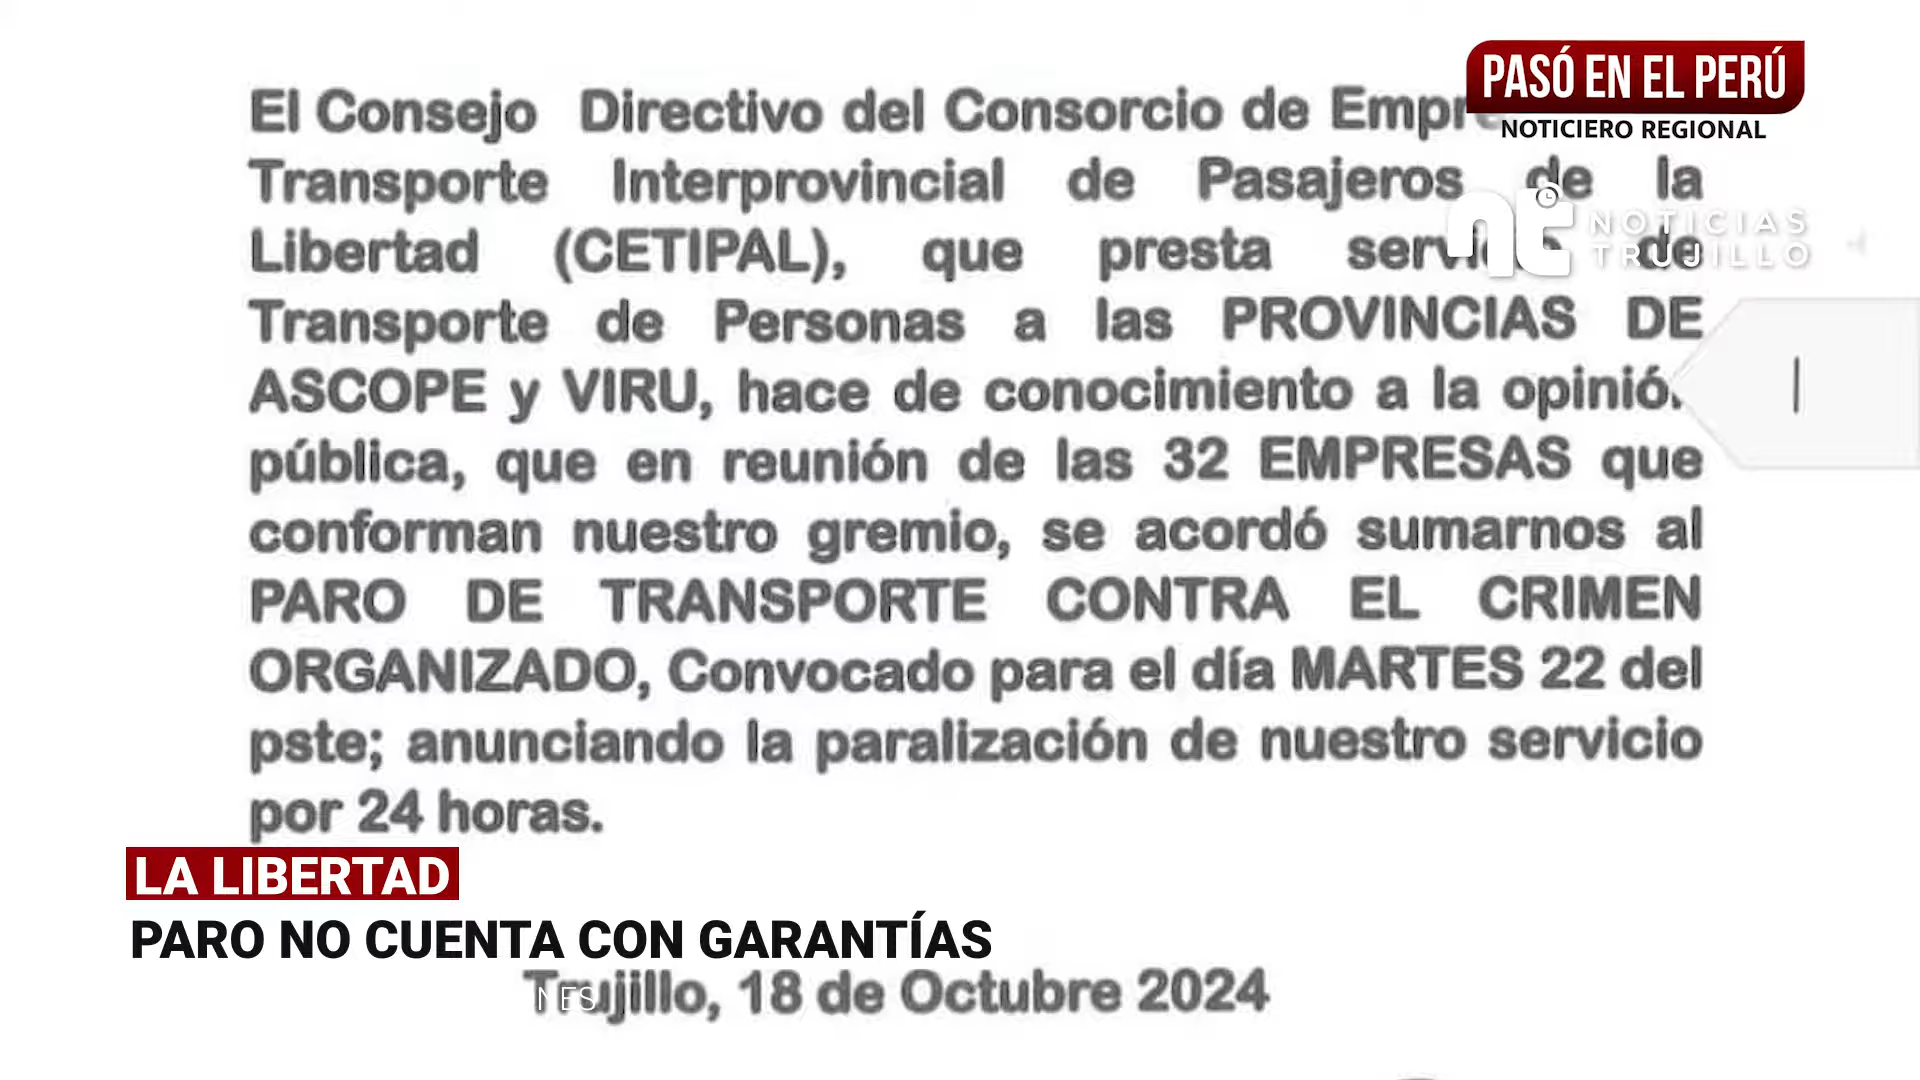 PASÓ EN EL PERÚ
NOTICIERO REGIONAL
NOTICIAS
TRUJILLO
El Consejo Directivo del Consorcio de
Transporte Interprovincial de Pasajeros de la
Libertad (CETIPAL), que presta de
Transporte de Personas a las PROVINCIAS DE
ASCOPE y VIRU, hace de conocimiento a la
pública, que en reunión de las 32 EMPRESAS que
conforman nuestro gremio, se acordó sumarnos al
PARO DE TRANSPORTE CONTRA EL CRIMEN
ORGANIZADO, Convocado para el día MARTES 22 del
pste; anunciando la paralización de nuestro servicio
por 24 horas.
LA LIBERTAD
PARO NO CUENTA CON GARANTÍAS
Trujillo, 18 de Octubre 2024